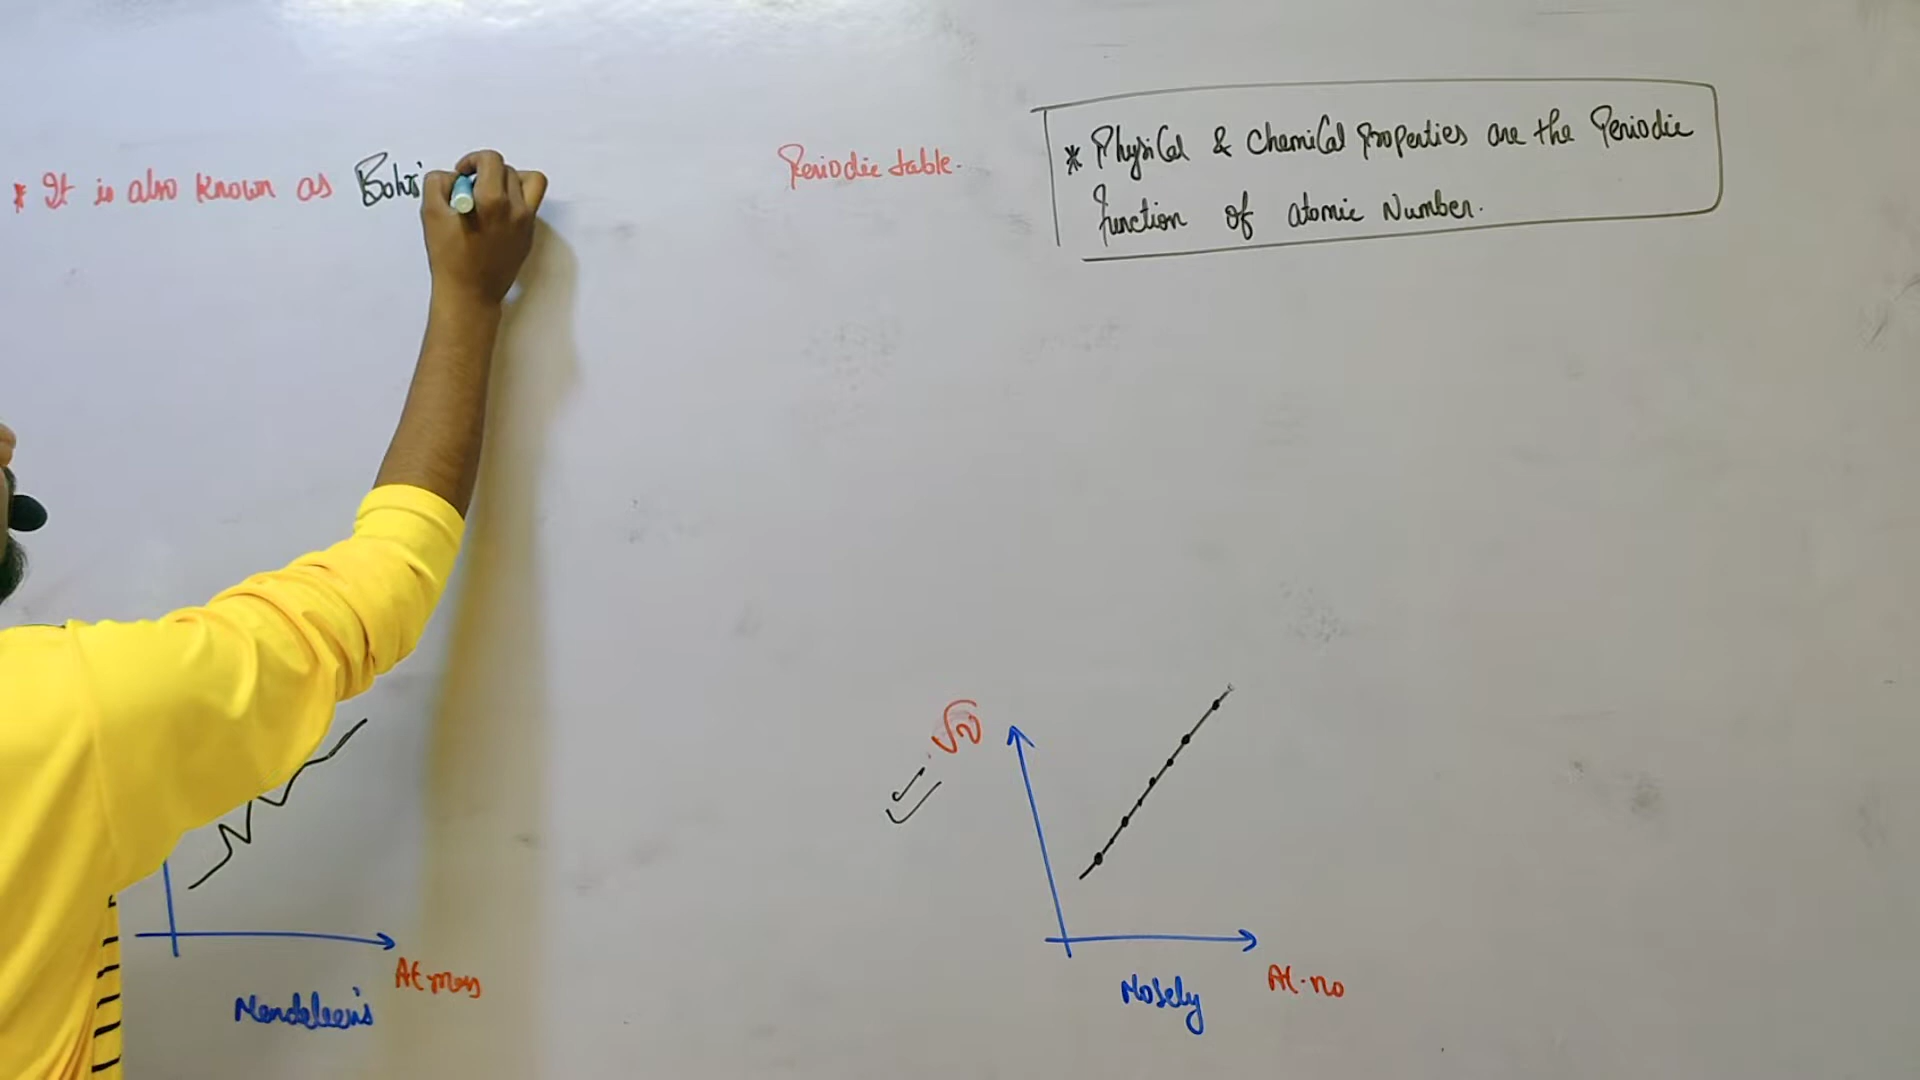 * It is also known as Bohr's
Periodic table.
* Physical & Chemical Properties are the Periodic
function of atomic Number.
√ν
At·mass
Mendeleev's
At·no
Mosely